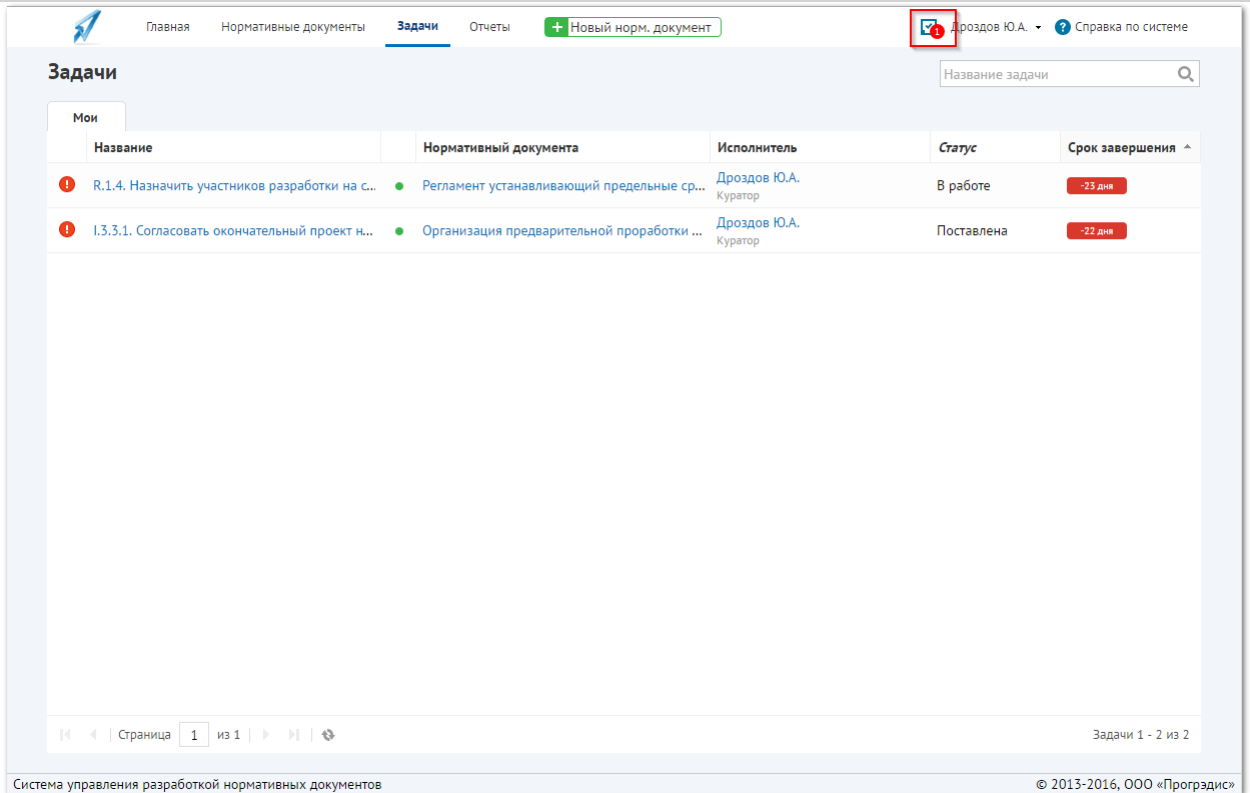 Главная Нормативные документы Задачи Отчеты + Новый норм. документ 1 Дроздов Ю.А. ? Справка по системе
Задачи Название задачи
Мои
Название Нормативный документа Исполнитель Статус Срок завершения
R.1.4. Назначить участников разработки на с... Регламент устанавливающий предельные ср... Дроздов Ю.А. В работе -23 дня
Куратор
I.3.3.1. Согласовать окончательный проект н... Организация предварительной проработки ... Дроздов Ю.А. Поставлена -22 дня
Куратор
Страница 1 из 1 Задачи 1 - 2 из 2
Система управления разработкой нормативных документов © 2013-2016, ООО «Прогрэдис»